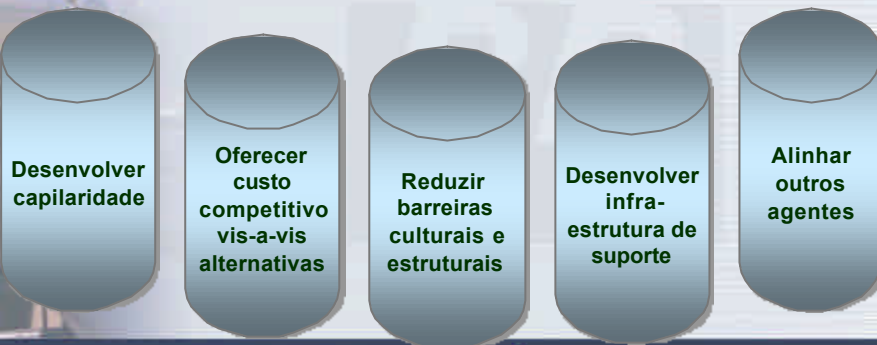 Desenvolver
capilaridade
Oferecer
custo
competitivo
vis-a-vis
alternativas
Reduzir
barreiras
culturais e
estruturais
Desenvolver
infra-
estrutura de
suporte
Alinhar
outros
agentes